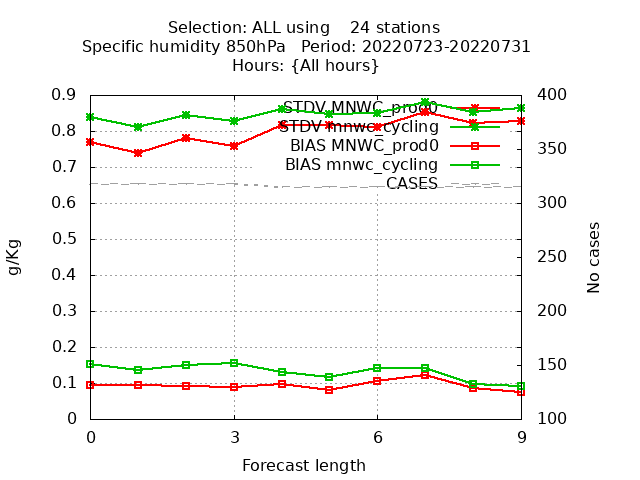 Selection: ALL using    24 stations
Specific humidity 850hPa   Period: 20220723-20220731
Hours: {All hours}
STDV MNWC_prod0
STDV mnwc_cycling
BIAS MNWC_prod0
BIAS mnwc_cycling
CASES
0.9
0.8
0.7
0.6
0.5
0.4
0.3
0.2
0.1
0
g/Kg
400
350
300
250
200
150
100
No cases
0 3 6 9
Forecast length